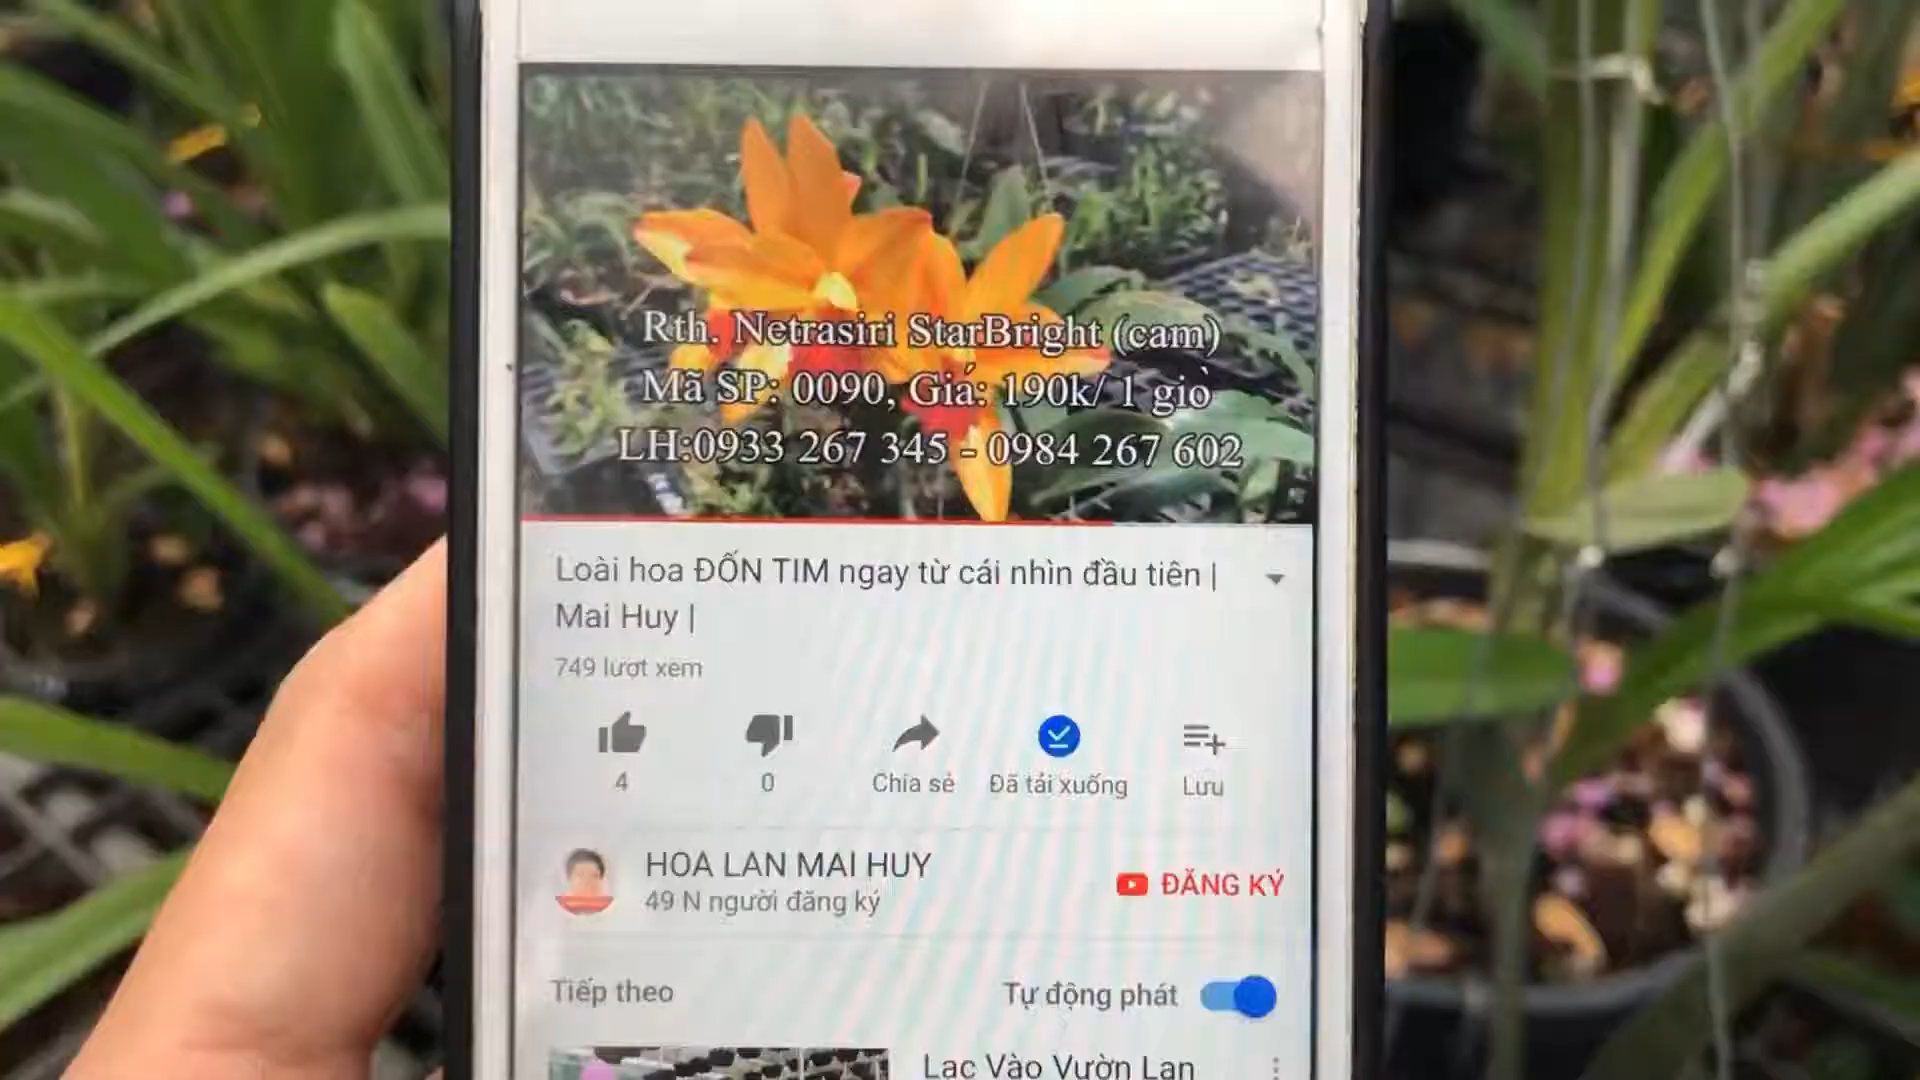 Rth. Netrasiri StarBright (cam)
Mã SP: 0090, Giá: 190k/ 1 giò
LH:0933 267 345 - 0984 267 602
Loài hoa ĐỐN TIM ngay từ cái nhìn đầu tiên |
Mai Huy |
749 lượt xem
4
0
Chia sẻ
Đã tải xuống
Lưu
HOA LAN MAI HUY
49 N người đăng ký
ĐĂNG KÝ
Tiếp theo
Tự động phát
Lạc Vào Vườn Lan